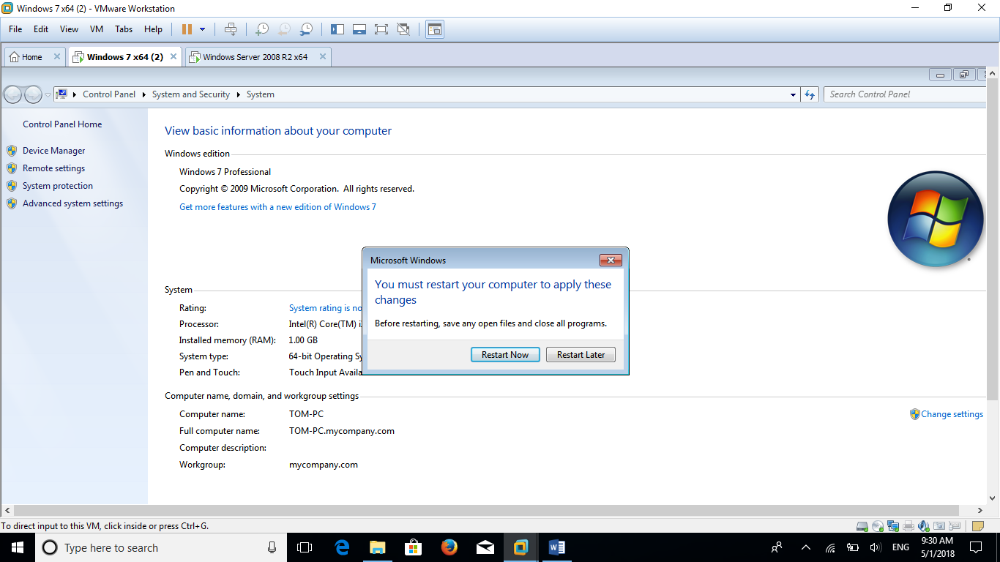 Windows 7 x64 (2) - VMware Workstation
File Edit View VM Tabs Help
Home Windows 7 x64 (2) Windows Server 2008 R2 x64
Control Panel System and Security System Search Control Panel
Control Panel Home
Device Manager
Remote settings
System protection
Advanced system settings
View basic information about your computer
Windows edition
Windows 7 Professional
Copyright © 2009 Microsoft Corporation. All rights reserved.
Get more features with a new edition of Windows 7
System
Rating: System rating is no
Processor: Intel(R) Core(TM) i
Installed memory (RAM): 1.00 GB
System type: 64-bit Operating Sy
Pen and Touch: Touch Input Availa
Microsoft Windows
You must restart your computer to apply these
changes
Before restarting, save any open files and close all programs.
Restart Now Restart Later
Computer name, domain, and workgroup settings
Computer name: TOM-PC
Change settings
Full computer name: TOM-PC.mycompany.com
Computer description:
Workgroup: mycompany.com
To direct input to this VM, click inside or press Ctrl+G.
Type here to search
ENG
9:30 AM
5/1/2018